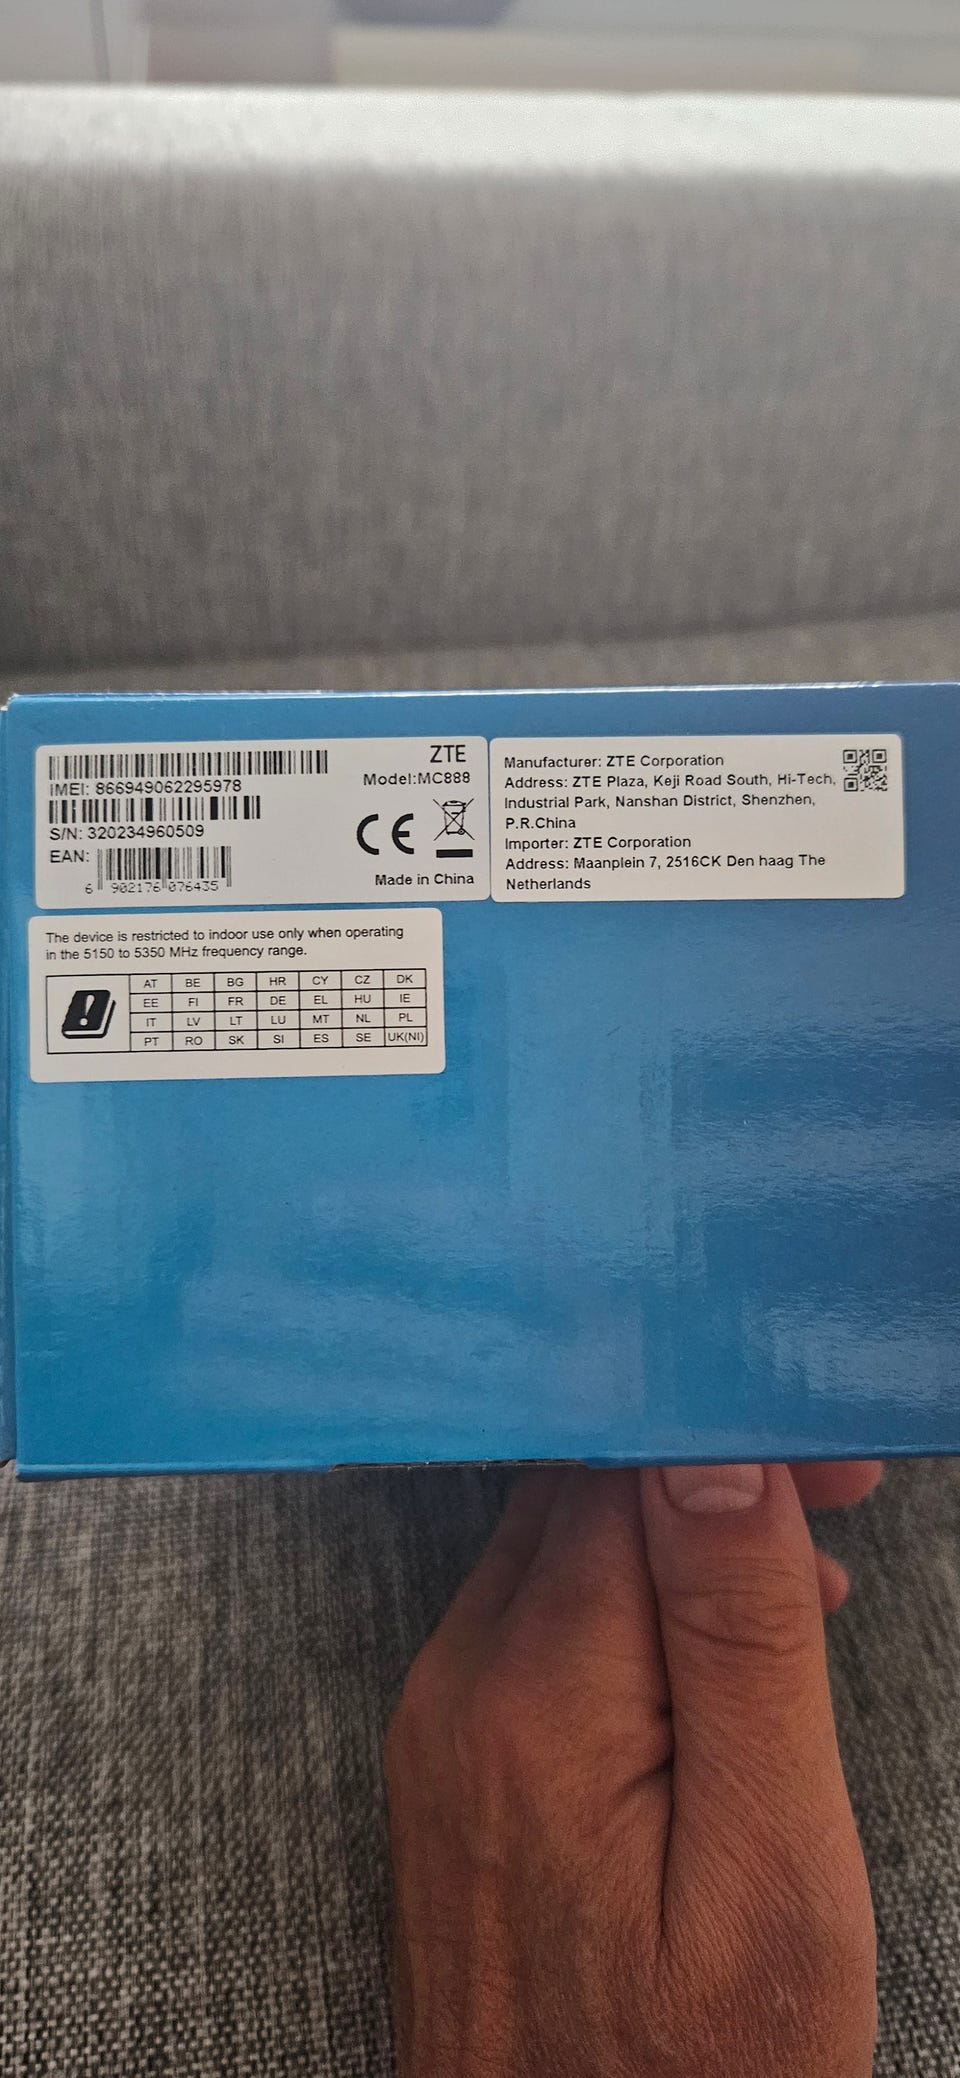 IMEI: 866949062295978
S/N: 320234960509
EAN:
6 902176 076435
ZTE
Model:MC888
CE
Made in China
Manufacturer: ZTE Corporation
Address: ZTE Plaza, Keji Road South, Hi-Tech,
Industrial Park, Nanshan District, Shenzhen,
P.R.China
Importer: ZTE Corporation
Address: Maanplein 7, 2516CK Den haag The
Netherlands
The device is restricted to indoor use only when operating
in the 5150 to 5350 MHz frequency range.
! AT BE BG HR CY CZ DK
EE FI FR DE EL HU IE
IT LV LT LU MT NL PL
PT RO SK SI ES SE UK(NI)